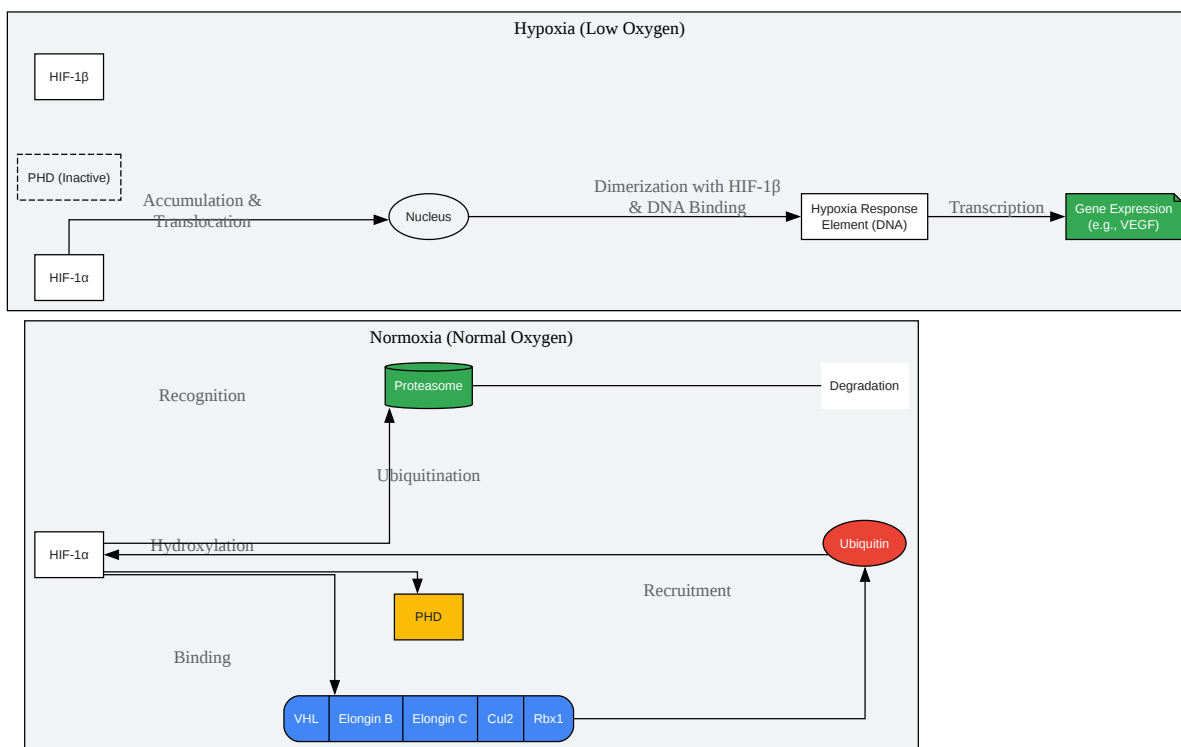 Hypoxia (Low Oxygen)
HIF-1β
PHD (Inactive)
Accumulation &
Translocation
HIF-1α
Nucleus
Dimerization with HIF-1β
& DNA Binding
Hypoxia Response
Element (DNA)
Transcription
Gene Expression
(e.g., VEGF)
Normoxia (Normal Oxygen)
Recognition
Proteasome
Degradation
Ubiquitination
HIF-1α
Hydroxylation
Ubiquitin
Recruitment
PHD
Binding
VHL
Elongin B
Elongin C
Cul2
Rbx1